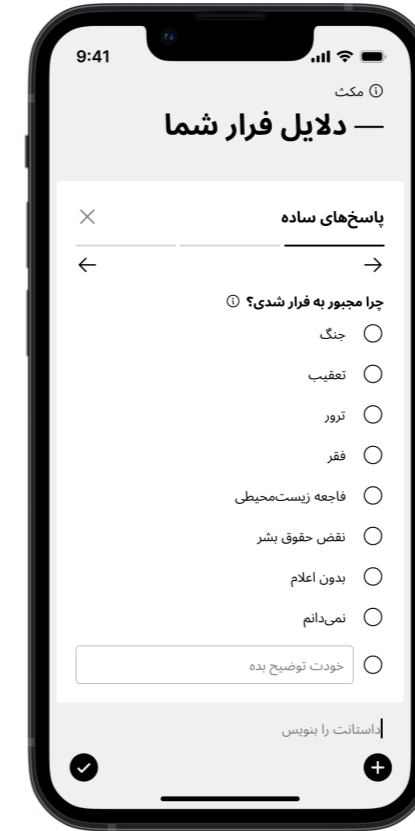 9:41
مکث
— دلایل فرار شما
پاسخ‌های ساده
چرا مجبور به فرار شدی؟
جنگ
تعقیب
ترور
فقر
فاجعه زیست‌محیطی
نقض حقوق بشر
بدون اعلام
نمی‌دانم
خودت توضیح بده
داستانت را بنویس